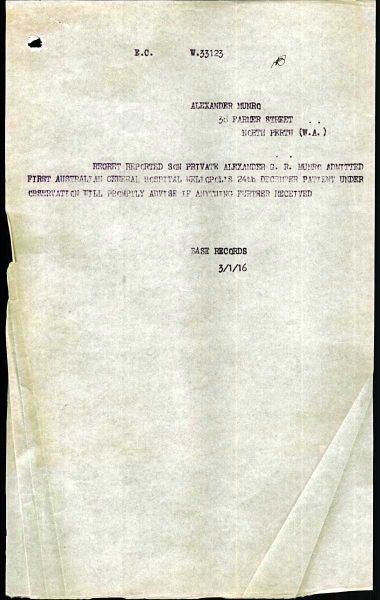 E.C. W.33123
ALEXANDER MUNRO
38 FARMER STREET . .
NORTH PERTH (W.A.)
REGRET REPORTED SON PRIVATE ALEXANDER G. R. MUNRO ADMITTED
FIRST AUSTRALIAN GENERAL HOSPITAL HELIOPOLIS 24th DECEMBER PATIENT UNDER
OBSERVATION WILL PROMPTLY ADVISE IF ANYTHING FURTHER RECEIVED
BASE RECORDS
3/1/16